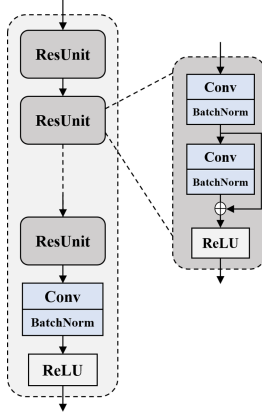 ResUnit
ResUnit
ResUnit
Conv
BatchNorm
ReLU
Conv
BatchNorm
Conv
BatchNorm
ReLU